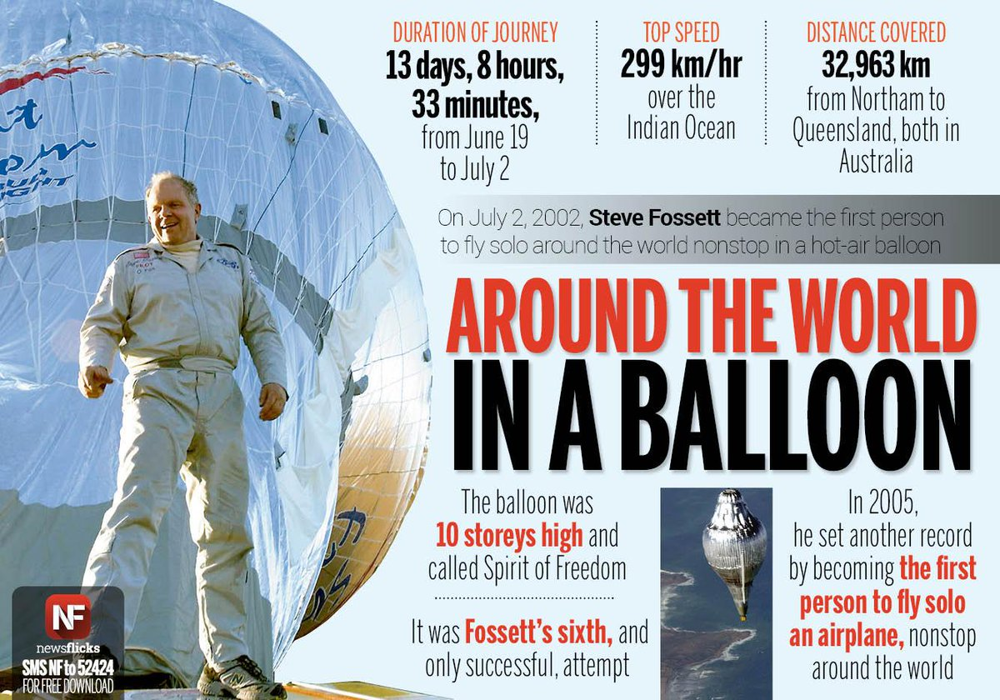 DURATION OF JOURNEY
13 days, 8 hours,
33 minutes,
from June 19
to July 2
TOP SPEED
299 km/hr
over the
Indian Ocean
DISTANCE COVERED
32,963 km
from Northam to
Queensland, both in
Australia
On July 2, 2002, Steve Fossett became the first person
to fly solo around the world nonstop in a hot-air balloon
AROUND THE WORLD
IN A BALLOON
The balloon was
10 storeys high and
called Spirit of Freedom
It was Fossett's sixth, and
only successful, attempt
In 2005,
he set another record
by becoming the first
person to fly solo
an airplane, nonstop
around the world
NF
newsflicks
SMS NF to 52424
FOR FREE DOWNLOAD